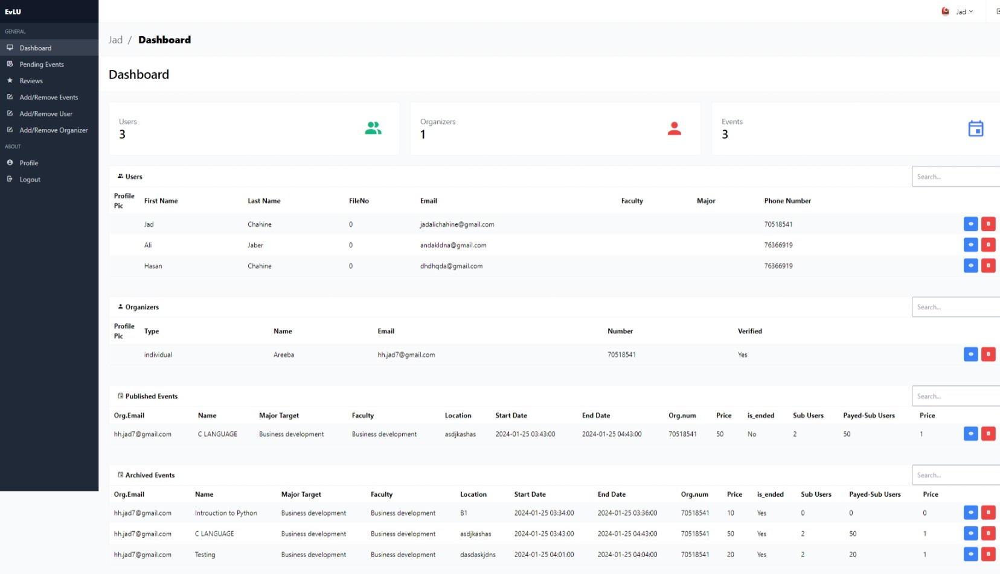 EvLU
Jad
GENERAL
Dashboard
Pending Events
Reviews
Add/Remove Events
Add/Remove User
Add/Remove Organizer
ABOUT
Profile
Logout
Jad / Dashboard
Dashboard
Users
3
Organizers
1
Events
3
Users Search...
Profile Pic First Name Last Name FileNo Email Faculty Major Phone Number
Jad Chahine 0 jadalichahine@gmail.com 70518541
Ali Jaber 0 andakldna@gmail.com 76366919
Hasan Chahine 0 dhdhqda@gmail.com 76366919
Organizers Search...
Profile Pic Type Name Email Number Verified
individual Areeba hh.jad7@gmail.com 70518541 Yes
Published Events Search...
Org.Email Name Major Target Faculty Location Start Date End Date Org.num Price is_ended Sub Users Payed-Sub Users Price
hh.jad7@gmail.com C LANGUAGE Business development Business development asdjkashas 2024-01-25 03:43:00 2024-01-25 04:43:00 70518541 50 No 2 50 1
Archived Events Search...
Org.Email Name Major Target Faculty Location Start Date End Date Org.num Price is_ended Sub Users Payed-Sub Users Price
hh.jad7@gmail.com Introuction to Python Business development Business development B1 2024-01-25 03:34:00 2024-01-25 03:36:00 70518541 10 Yes 0 0 0
hh.jad7@gmail.com C LANGUAGE Business development Business development asdjkashas 2024-01-25 03:43:00 2024-01-25 04:43:00 70518541 50 Yes 2 50 1
hh.jad7@gmail.com Testing Business development Business development dasdaskjdns 2024-01-25 04:01:00 2024-01-25 04:04:00 70518541 20 Yes 2 20 1